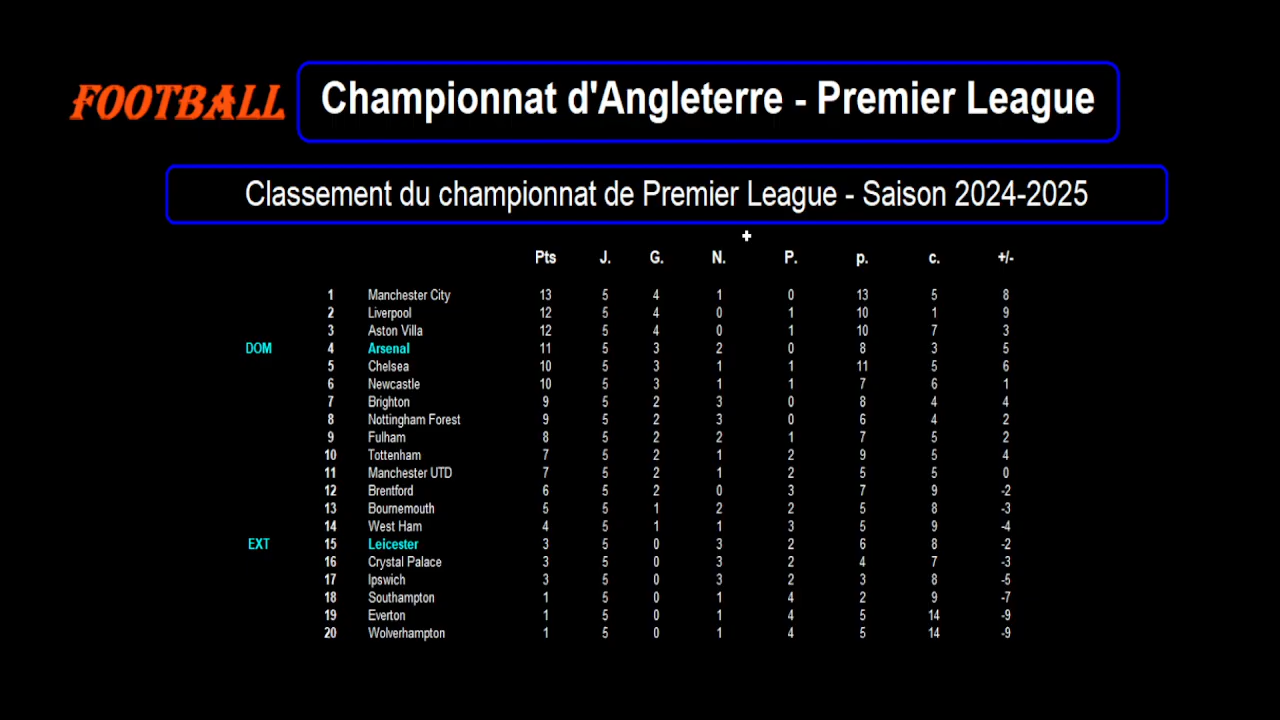 FOOTBALL Championnat d'Angleterre - Premier League
Classement du championnat de Premier League - Saison 2024-2025
Pts J. G. N. P. p. c. +/-
1 Manchester City 13 5 4 1 0 13 5 8
2 Liverpool 12 5 4 0 1 10 1 9
3 Aston Villa 12 5 4 0 1 10 7 3
DOM 4 Arsenal 11 5 3 2 0 8 3 5
5 Chelsea 10 5 3 1 1 11 5 6
6 Newcastle 10 5 3 1 1 7 6 1
7 Brighton 9 5 2 3 0 8 4 4
8 Nottingham Forest 9 5 2 3 0 6 4 2
9 Fulham 8 5 2 2 1 7 5 2
10 Tottenham 7 5 2 1 2 9 5 4
11 Manchester UTD 7 5 2 1 2 5 5 0
12 Brentford 6 5 2 0 3 7 9 -2
13 Bournemouth 5 5 1 2 2 5 8 -3
14 West Ham 4 5 1 1 3 5 9 -4
EXT 15 Leicester 3 5 0 3 2 6 8 -2
16 Crystal Palace 3 5 0 3 2 4 7 -3
17 Ipswich 3 5 0 3 2 3 8 -5
18 Southampton 1 5 0 1 4 2 9 -7
19 Everton 1 5 0 1 4 5 14 -9
20 Wolverhampton 1 5 0 1 4 5 14 -9